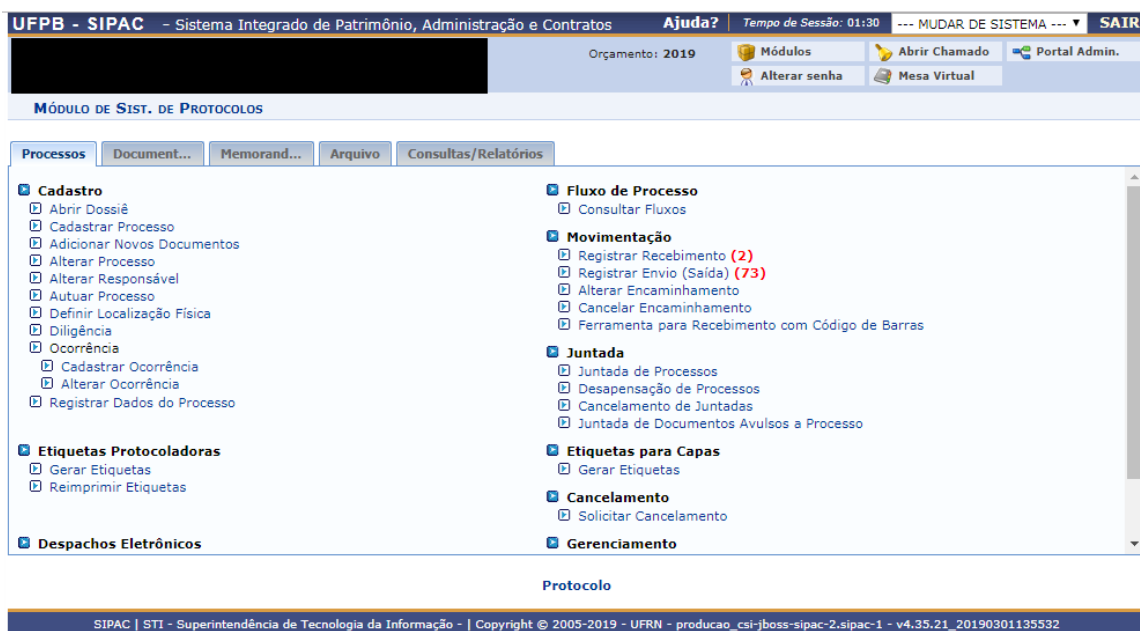 UFPB - SIPAC - Sistema Integrado de Patrimônio, Administração e Contratos
Ajuda? Tempo de Sessão: 01:30 --- MUDAR DE SISTEMA --- ▼ SAIR
Orçamento: 2019
Módulos Abrir Chamado Portal Admin.
Alterar senha Mesa Virtual
MÓDULO DE SIST. DE PROTOCOLOS
Processos Document... Memorand... Arquivo Consultas/Relatórios
Cadastro
Abrir Dossiê
Cadastrar Processo
Adicionar Novos Documentos
Alterar Processo
Alterar Responsável
Autuar Processo
Definir Localização Física
Diligência
Ocorrência
Cadastrar Ocorrência
Alterar Ocorrência
Registrar Dados do Processo
Etiquetas Protocoladoras
Gerar Etiquetas
Reimprimir Etiquetas
Despachos Eletrônicos
Fluxo de Processo
Consultar Fluxos
Movimentação
Registrar Recebimento (2)
Registrar Envio (Saída) (73)
Alterar Encaminhamento
Cancelar Encaminhamento
Ferramenta para Recebimento com Código de Barras
Juntada
Juntada de Processos
Desapensação de Processos
Cancelamento de Juntadas
Juntada de Documentos Avulsos a Processo
Etiquetas para Capas
Gerar Etiquetas
Cancelamento
Solicitar Cancelamento
Gerenciamento
Protocolo
SIPAC | STI - Superintendência de Tecnologia da Informação - | Copyright © 2005-2019 - UFRN - producao_csi-jboss-sipac-2.sipac-1 - v4.35.21_20190301135532